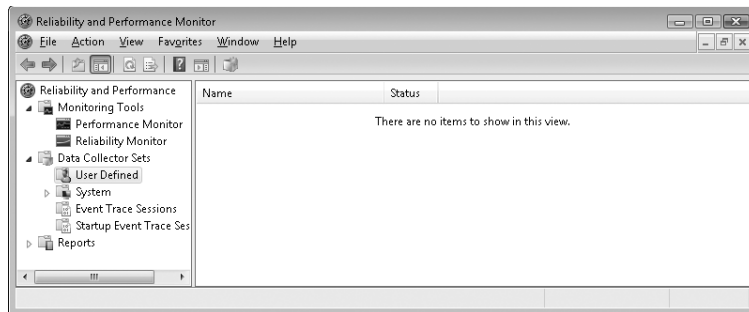 Reliability and Performance Monitor
File Action View Favorites Window Help
Reliability and Performance
Monitoring Tools
Performance Monitor
Reliability Monitor
Data Collector Sets
User Defined
System
Event Trace Sessions
Startup Event Trace Ses
Reports
Name Status
There are no items to show in this view.